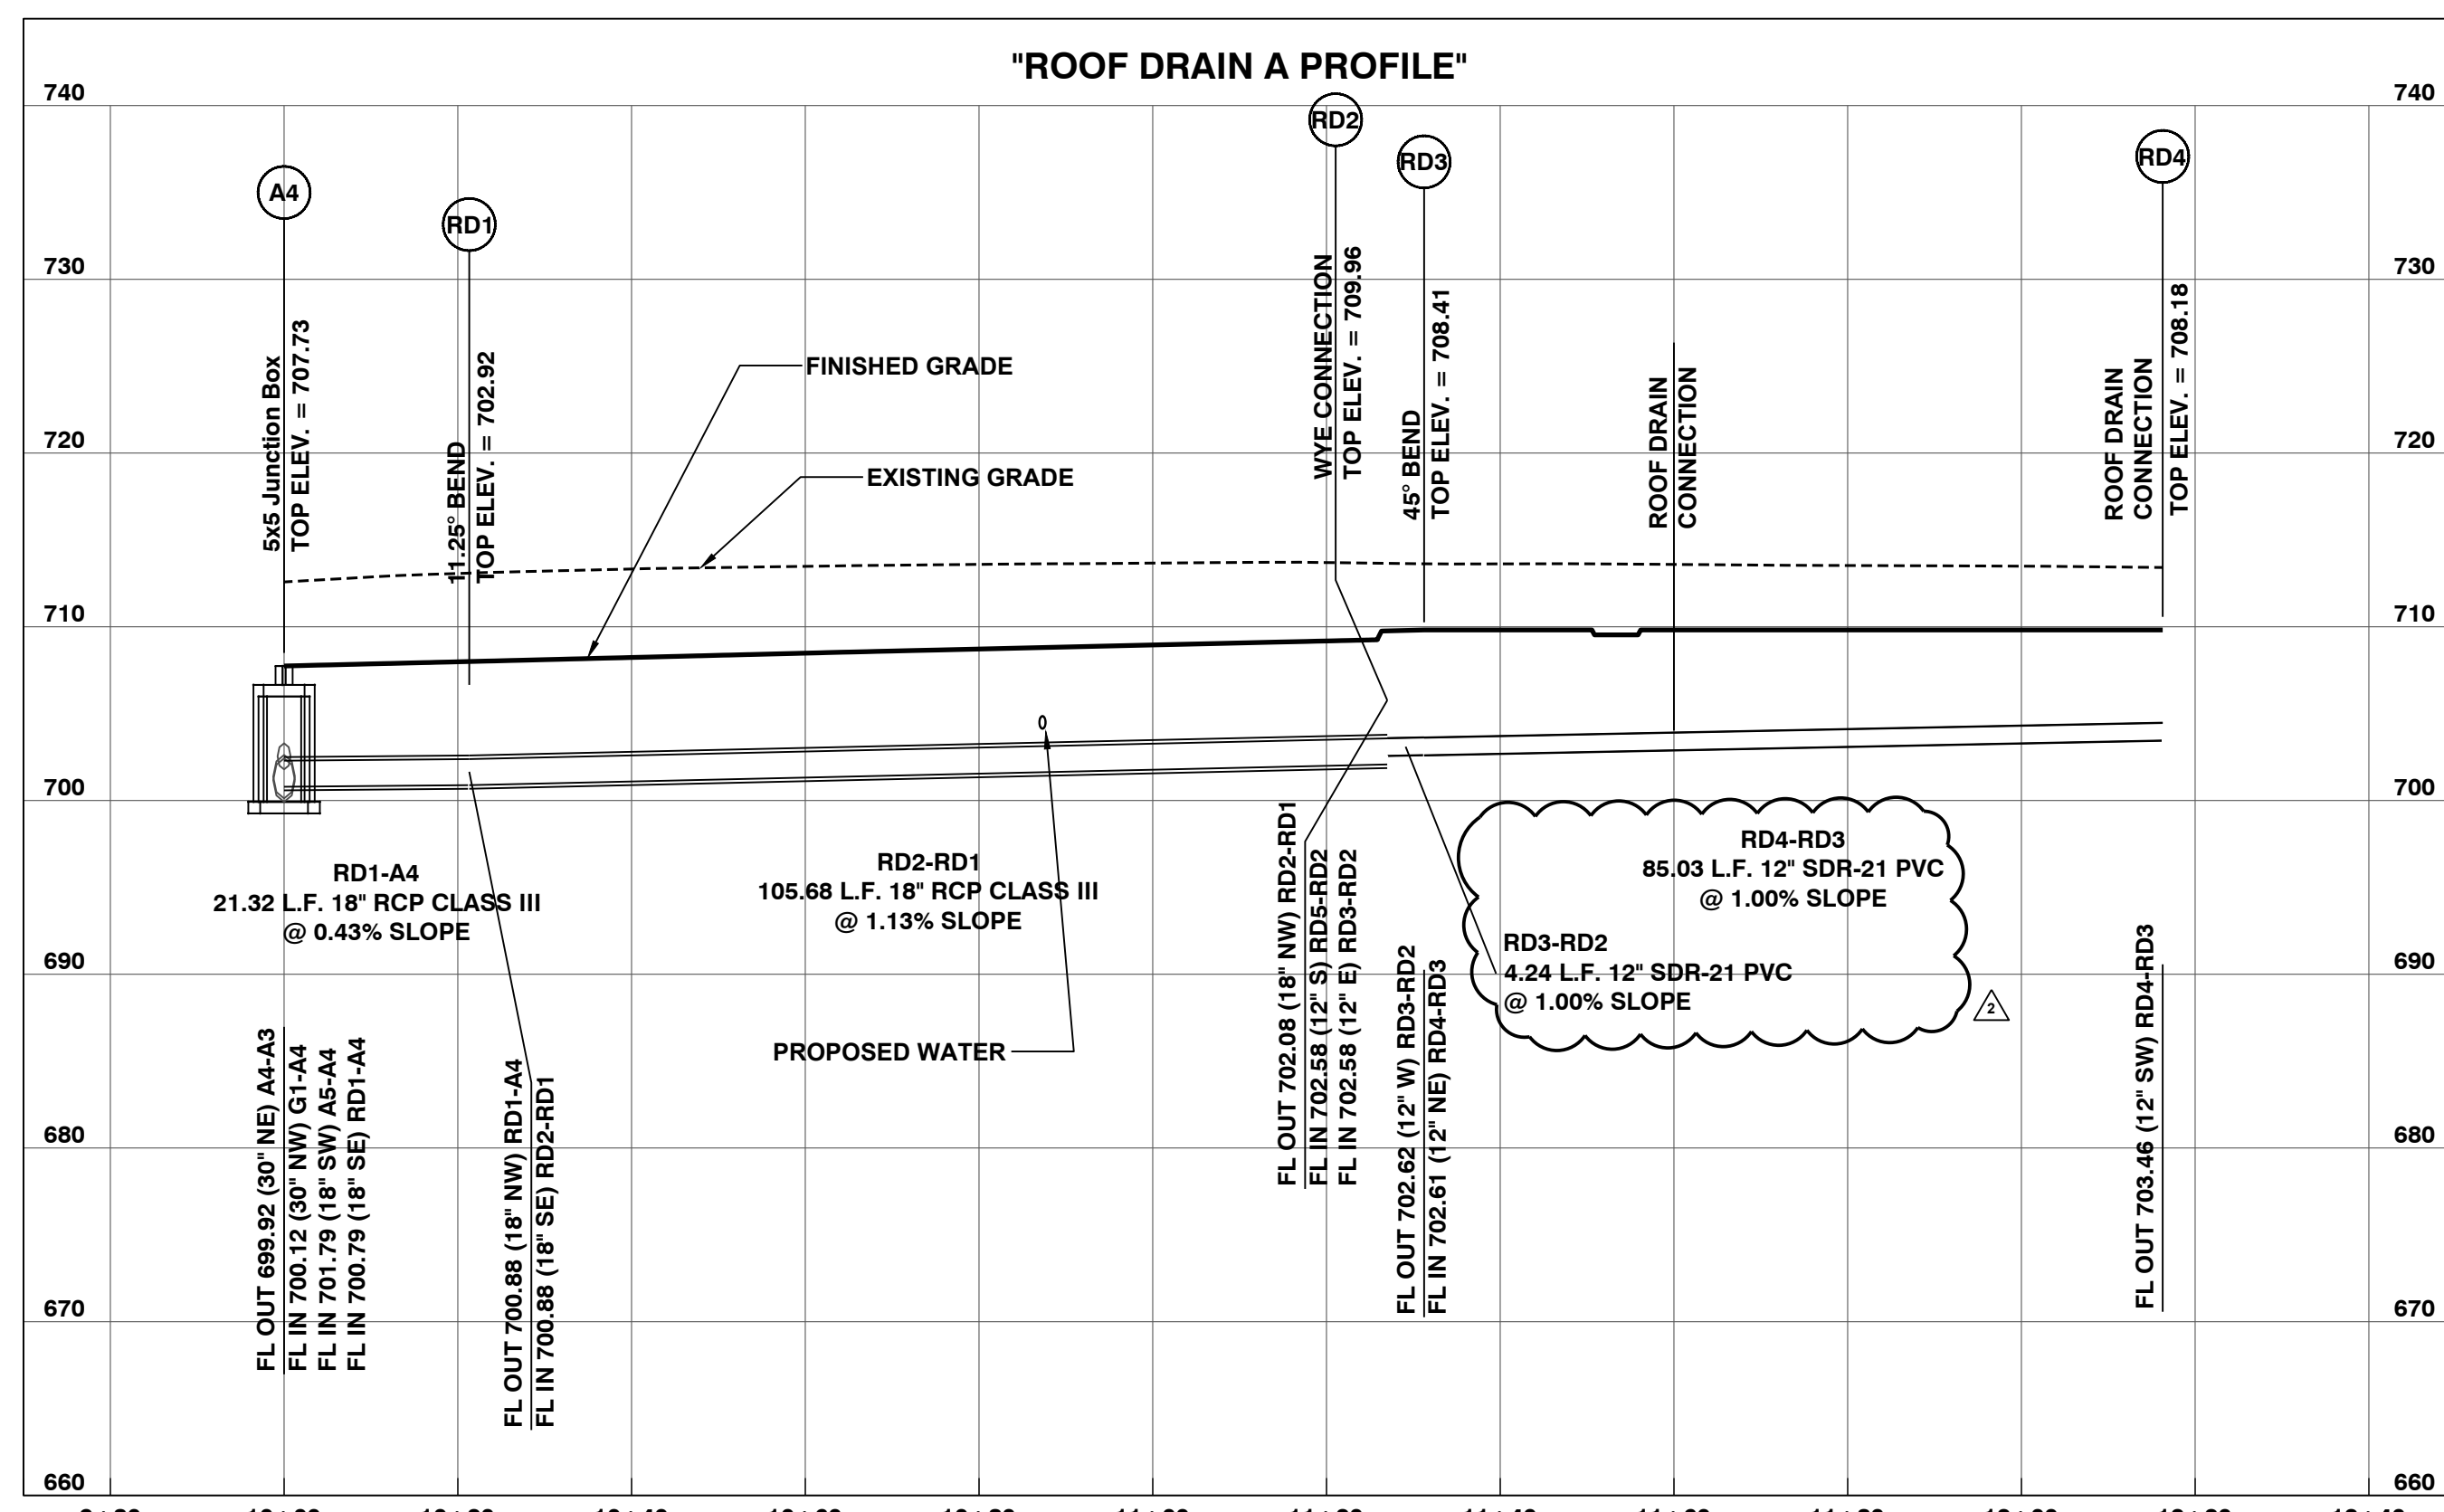 "ROOF DRAIN A PROFILE"
740
740
730
730
720
720
710
710
700
700
690
690
680
680
670
670
660
660
A4
5x5 Junction Box
TOP ELEV. = 707.73
RD1
11.25° BEND
TOP ELEV. = 702.92
FINISHED GRADE
EXISTING GRADE
RD2
WYE CONNECTION
TOP ELEV. = 709.96
RD3
45° BEND
TOP ELEV. = 708.41
ROOF DRAIN
CONNECTION
RD4
ROOF DRAIN
CONNECTION
TOP ELEV. = 708.18
RD1-A4
21.32 L.F. 18" RCP CLASS III
@ 0.43% SLOPE
RD2-RD1
105.68 L.F. 18" RCP CLASS III
@ 1.13% SLOPE
RD4-RD3
85.03 L.F. 12" SDR-21 PVC
@ 1.00% SLOPE
RD3-RD2
4.24 L.F. 12" SDR-21 PVC
@ 1.00% SLOPE
2
PROPOSED WATER
FL OUT 699.92 (30" NE) A4-A3
FL IN 700.12 (30" NW) G1-A4
FL IN 701.79 (18" SW) A5-A4
FL IN 700.79 (18" SE) RD1-A4
FL OUT 700.88 (18" NW) RD1-A4
FL IN 700.88 (18" SE) RD2-RD1
FL OUT 702.08 (18" NW) RD2-RD1
FL IN 702.58 (12" S) RD5-RD2
FL IN 702.58 (12" E) RD3-RD2
FL OUT 702.62 (12" W) RD3-RD2
FL IN 702.61 (12" NE) RD4-RD3
FL OUT 703.46 (12" SW) RD4-RD3